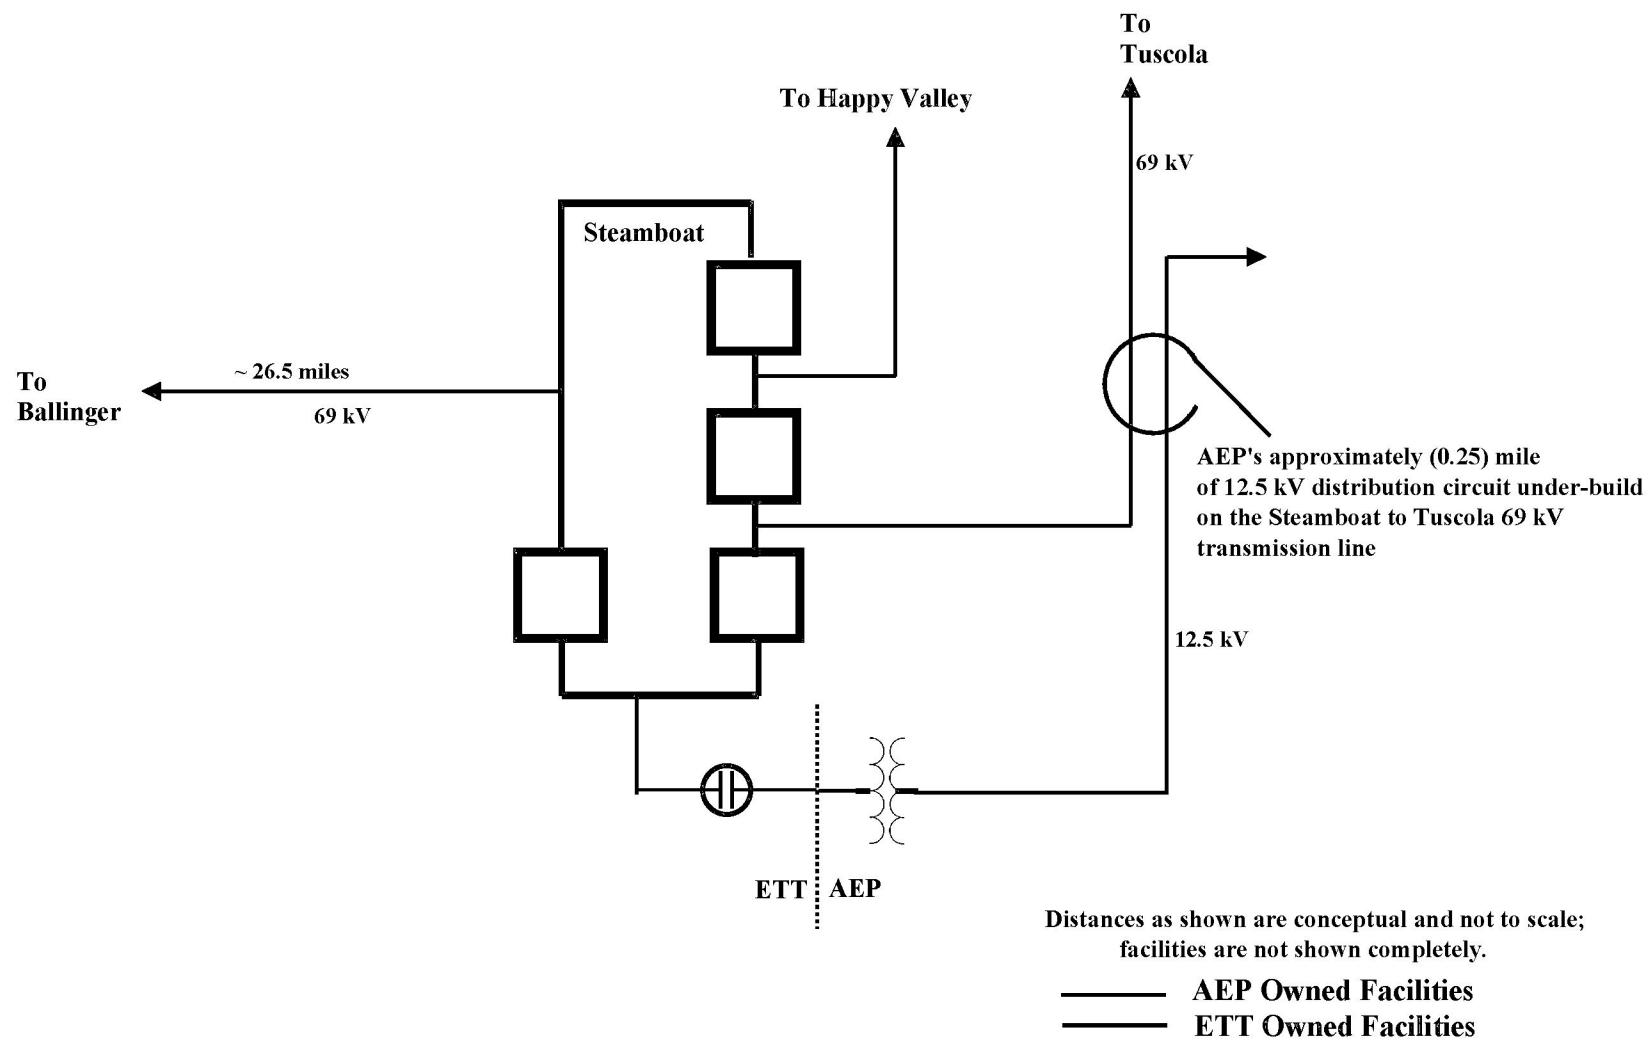 To
Tuscola
To Happy Valley
69 kV
Steamboat
~ 26.5 miles
To
Ballinger
69 kV
AEP's approximately (0.25) mile
of 12.5 kV distribution circuit under-build
on the Steamboat to Tuscola 69 kV
transmission line
12.5 kV
ETT AEP
Distances as shown are conceptual and not to scale;
facilities are not shown completely.
AEP Owned Facilities
ETT Owned Facilities